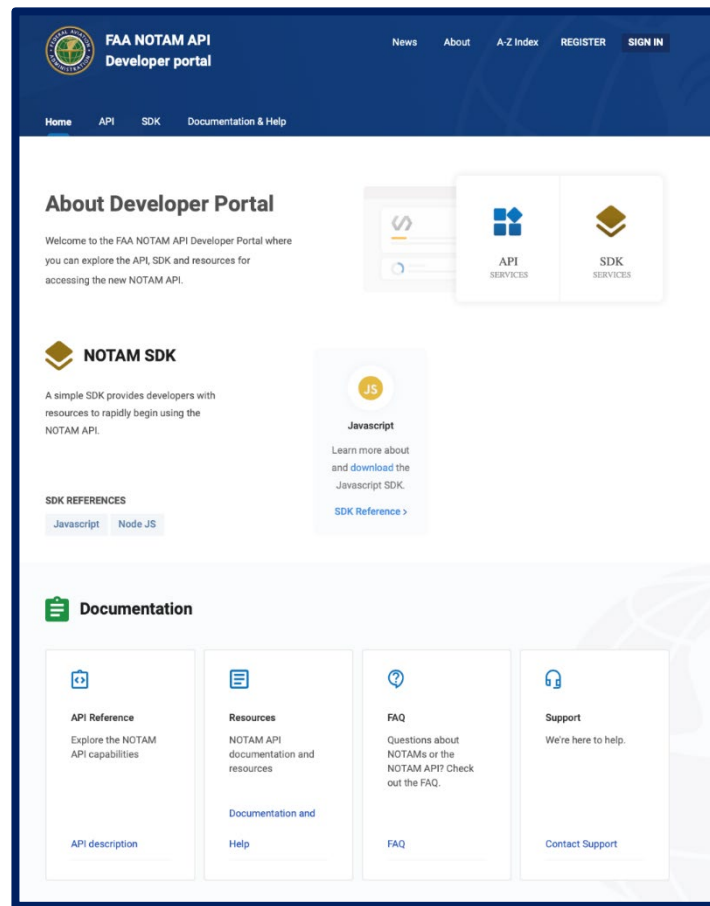 FAA NOTAM API
Developer portal
News About A-Z Index REGISTER SIGN IN
Home API SDK Documentation & Help
About Developer Portal
Welcome to the FAA NOTAM API Developer Portal where
you can explore the API, SDK and resources for
accessing the new NOTAM API.
API
SERVICES
SDK
SERVICES
NOTAM SDK
A simple SDK provides developers with
resources to rapidly begin using the
NOTAM API.
SDK REFERENCES
Javascript Node JS
JS
Javascript
Learn more about
and download the
Javascript SDK.
SDK Reference >
Documentation
API Reference
Explore the NOTAM
API capabilities
API description
Resources
NOTAM API
documentation and
resources
Documentation and
Help
FAQ
Questions about
NOTAMs or the
NOTAM API? Check
out the FAQ.
FAQ
Support
We're here to help.
Contact Support